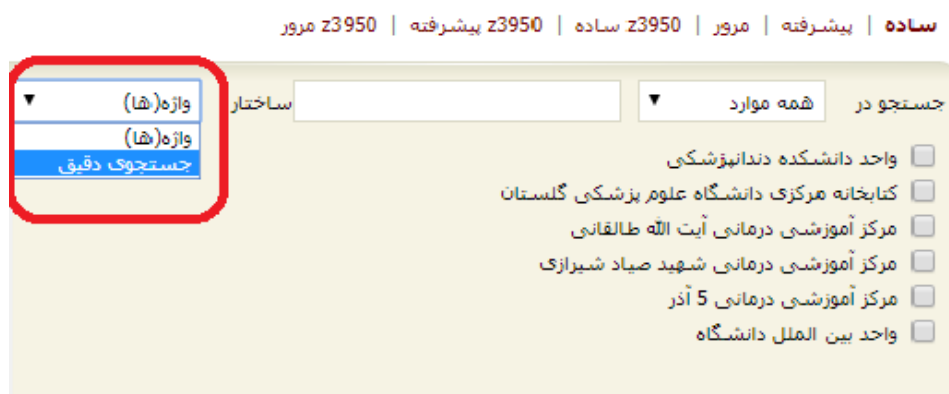 ساده | پیشرفته | مرور | z3950 ساده | z3950 پیشرفته | z3950 مرور
جستجو در همه موارد ساختار واژه(ها)
واژه(ها)
جستجوی دقیق
واحد دانشکده دندانپزشکی
کتابخانه مرکزی دانشگاه علوم پزشکی گلستان
مرکز آموزشی درمانی آیت الله طالقانی
مرکز آموزشی درمانی شهید صیاد شیرازی
مرکز آموزشی درمانی 5 آذر
واحد بین الملل دانشگاه